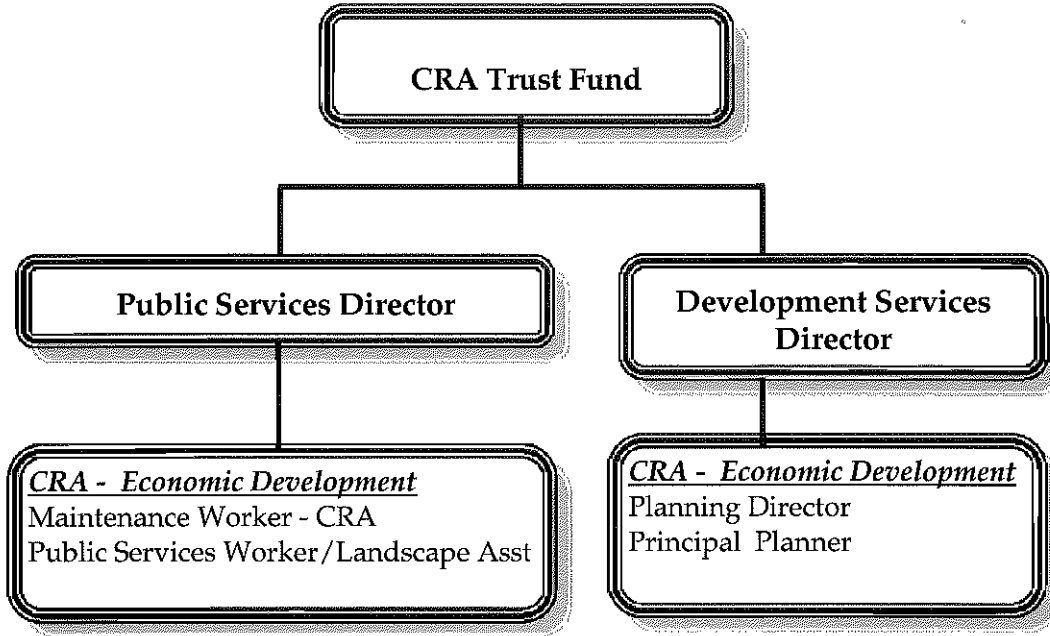 CRA Trust Fund
Public Services Director
Development Services
Director
CRA - Economic Development
Maintenance Worker - CRA
Public Services Worker/Landscape Asst
CRA - Economic Development
Planning Director
Principal Planner